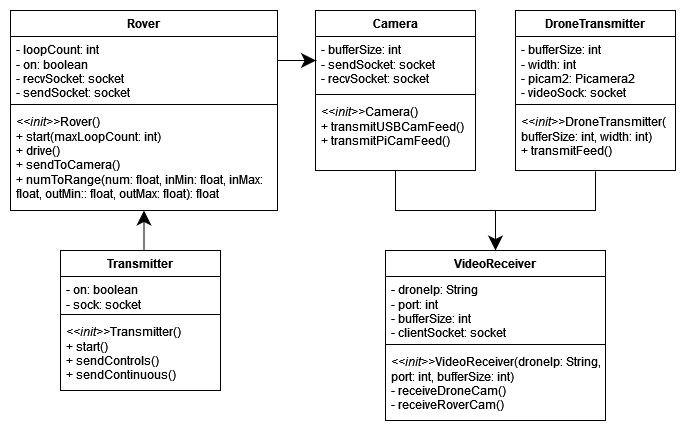 Rover
- loopCount: int
- on: boolean
- recvSocket: socket
- sendSocket: socket
<<init>>Rover()
+ start(maxLoopCount: int)
+ drive()
+ sendToCamera()
+ numToRange(num: float, inMin: float, inMax:
float, outMin:: float, outMax: float): float
Camera
- bufferSize: int
- sendSocket: socket
- recvSocket: socket
<<init>>Camera()
+ transmitUSBCamFeed()
+ transmitPiCamFeed()
DroneTransmitter
- bufferSize: int
- width: int
- picam2: Picamera2
- videoSock: socket
<<init>>DroneTransmitter(
bufferSize: int, width: int)
+ transmitFeed()
Transmitter
- on: boolean
- sock: socket
<<init>>Transmitter()
+ start()
+ sendControls()
+ sendContinuous()
VideoReceiver
- droneIp: String
- port: int
- bufferSize: int
- clientSocket: socket
<<init>>VideoReceiver(droneIp: String,
port: int, bufferSize: int)
- receiveDroneCam()
- receiveRoverCam()